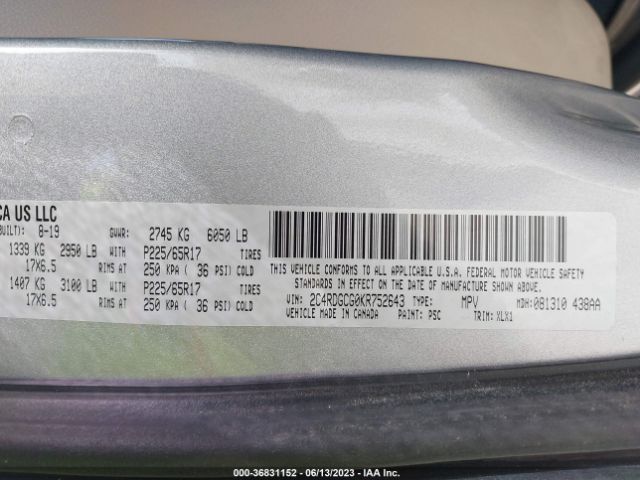 CA US LLC
BUILT): 8-19 GVWR: 2745 KG 6050 LB
1339 KG 2950 LB WITH P225/65R17 TIRES
17X6.5 RIMS AT 250 KPA ( 36 PSI) COLD
1407 KG 3100 LB WITH P225/65R17 TIRES
17X6.5 RIMS AT 250 KPA ( 36 PSI) COLD
THIS VEHICLE CONFORMS TO ALL APPLICABLE U.S.A. FEDERAL MOTOR VEHICLE SAFETY
STANDARDS IN EFFECT ON THE DATE OF MANUFACTURE SHOWN ABOVE.
VIN: 2C4RDGCG0KR752643 TYPE: MPV MDH: 081310 438AA
VEHICLE MADE IN CANADA PAINT: PSC TRIM: XLX1
000-36831152 - 06/13/2023 - IAA Inc.